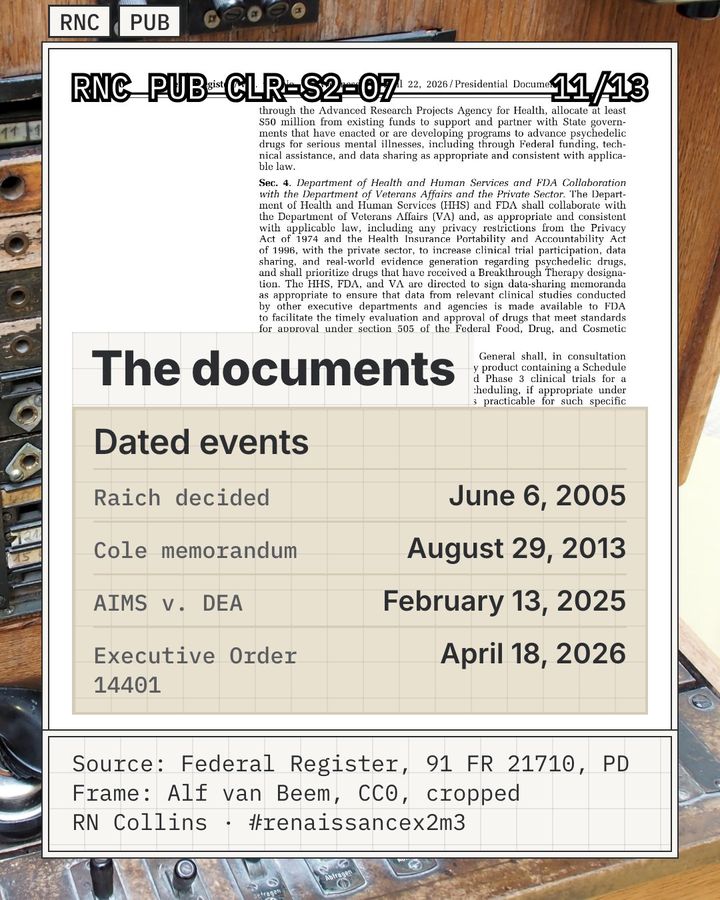 RNC PUB
RNC PUB CLR-S2-07 11/13
22, 2026/Presidential
through the Advanced Research Projects Agency for Health, allocate at least
$50 million from existing funds to support and partner with State govern-
ments that have enacted or are developing programs to advance psychedelic
drugs for serious mental illnesses, including through Federal funding, tech-
nical assistance, and data sharing as appropriate and consistent with applica-
ble law.
Sec. 4. Department of Health and Human Services and FDA Collaboration
with the Department of Veterans Affairs and the Private Sector. The Depart-
ment of Health and Human Services (HHS) and FDA shall collaborate with
the Department of Veterans Affairs (VA) and, as appropriate and consistent
with applicable law, including any privacy restrictions from the Privacy
Act of 1974 and the Health Insurance Portability and Accountability Act
of 1996, with the private sector, to increase clinical trial participation, data
sharing, and real-world evidence generation regarding psychedelic drugs,
and shall prioritize drugs that have received a Breakthrough Therapy designa-
tion. The HHS, FDA, and VA are directed to sign data-sharing memoranda
as appropriate to ensure that data from relevant clinical studies conducted
by other executive departments and agencies is made available to FDA
to facilitate the timely evaluation and approval of drugs that meet standards
for approval under section 505 of the Federal Food, Drug, and Cosmetic
General shall, in consultation
product containing a Schedule
Phase 3 clinical trials for a
if appropriate under
practicable for such specific
The documents
Dated events
Raich decided June 6, 2005
Cole memorandum August 29, 2013
AIMS v. DEA February 13, 2025
Executive Order April 18, 2026
14401
Source: Federal Register, 91 FR 21710, PD
Frame: Alf van Beem, CC0, cropped
RN Collins · #renaissancex2m3